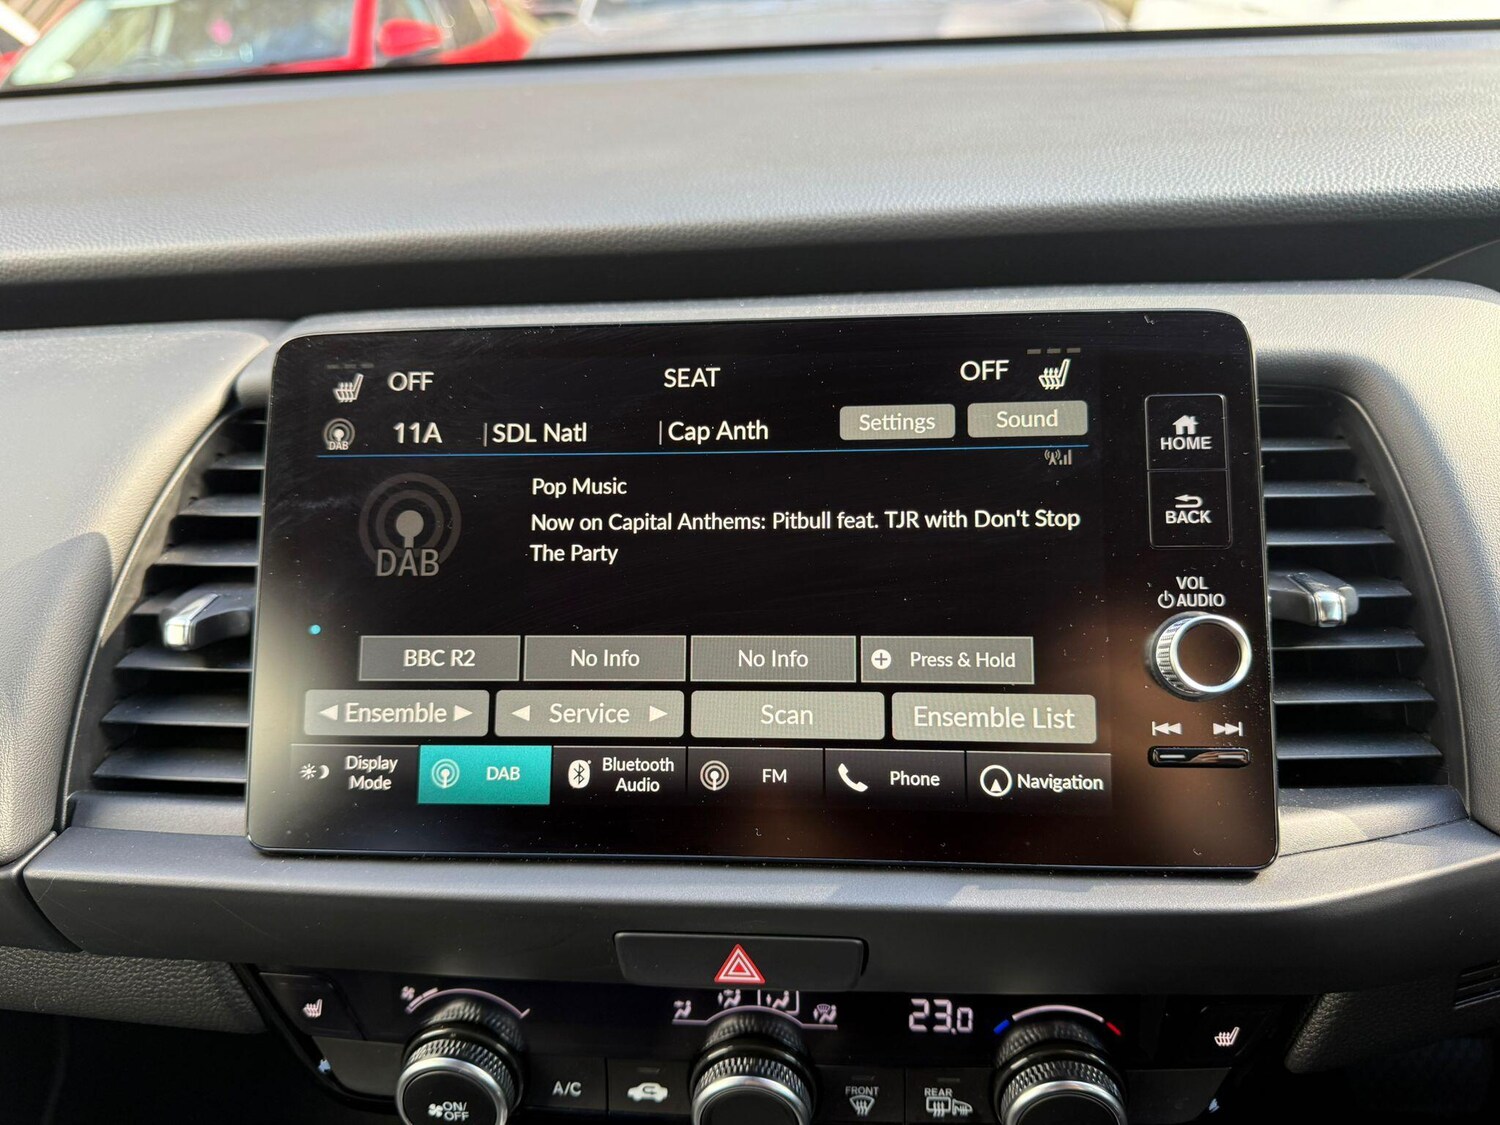 OFF SEAT OFF
DAB 11A |SDL Natl |Cap Anth Settings Sound
HOME
Pop Music
Now on Capital Anthems: Pitbull feat. TJR with Don't Stop
The Party
DAB
BACK
VOL
AUDIO
BBC R2 No Info No Info Press & Hold
Ensemble Service Scan Ensemble List
Display
Mode
DAB
Bluetooth
Audio
FM
Phone
Navigation
23.0
A/C
FRONT
REAR
ON/
OFF